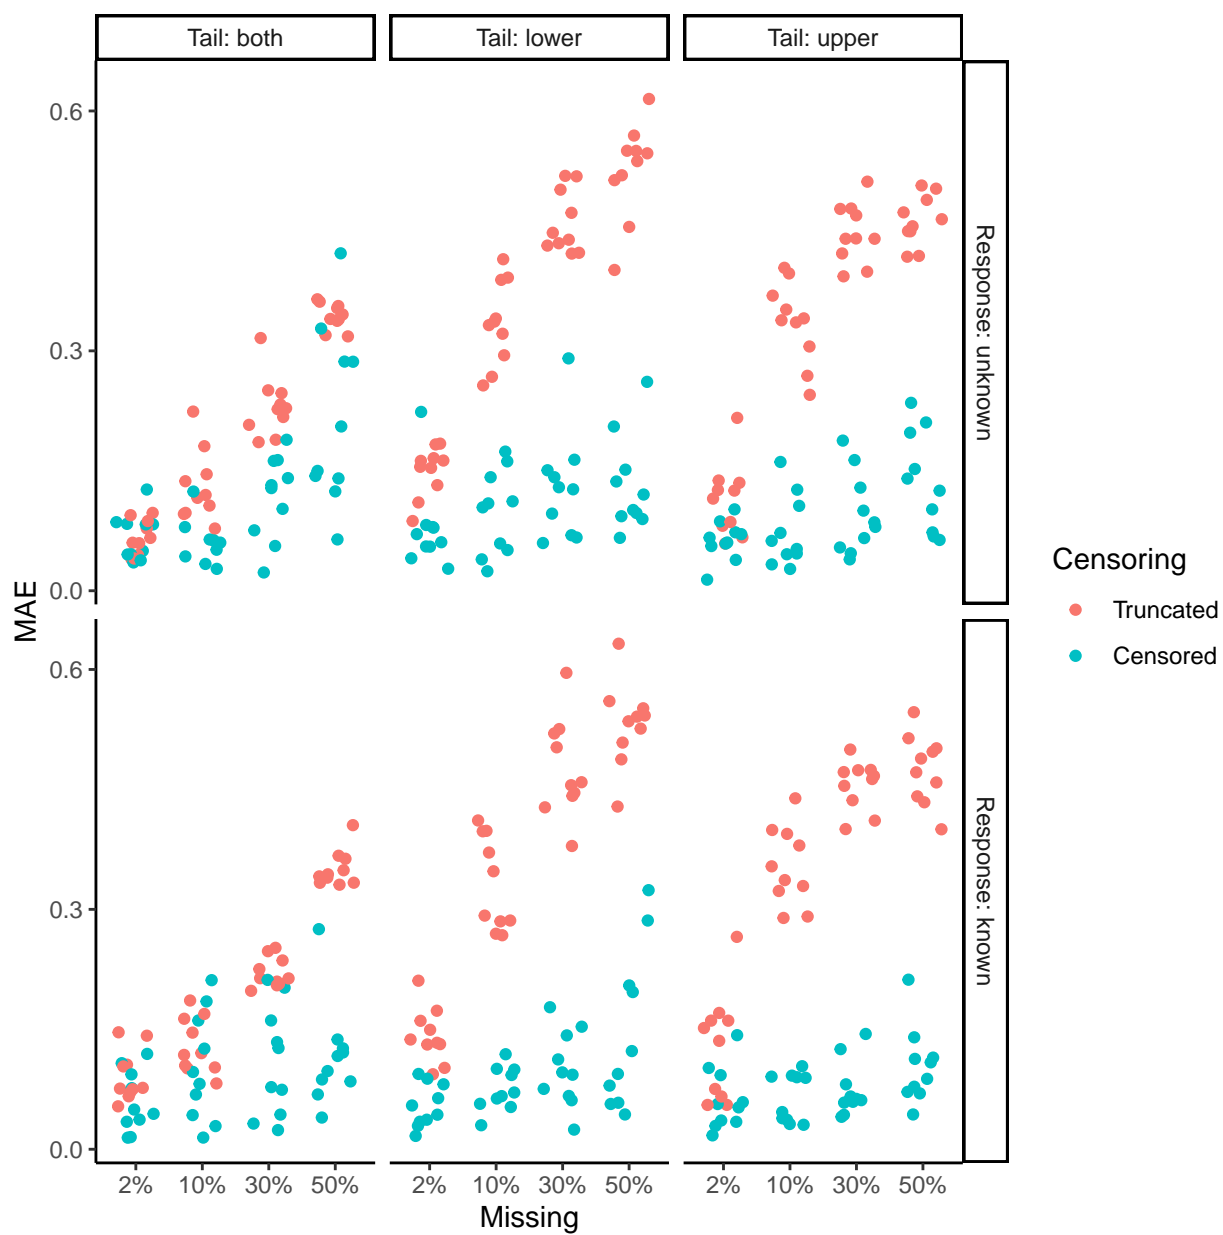 Tail: both
Tail: lower
Tail: upper
0.6
0.3
0.0
Response: unknown
MAE
0.6
0.3
0.0
Response: known
2%
10%
30%
50%
2%
10%
30%
50%
2%
10%
30%
50%
Missing
Censoring
Truncated
Censored